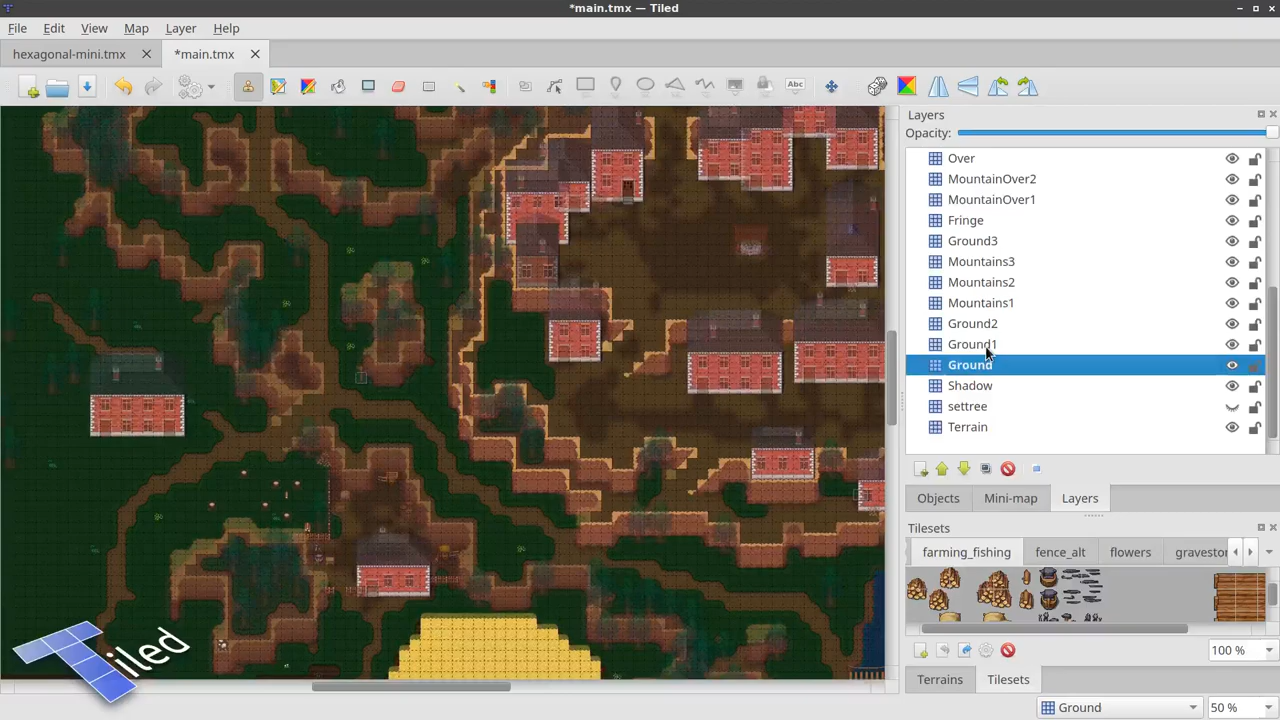 *main.tmx — Tiled
File Edit View Map Layer Help
hexagonal-mini.tmx *main.tmx
Abc
Layers
Opacity:
Over
MountainOver2
MountainOver1
Fringe
Ground3
Mountains3
Mountains2
Mountains1
Ground2
Ground1
Ground
Shadow
settree
Terrain
Objects Mini-map Layers
Tilesets
farming_fishing fence_alt flowers gravestor
100 %
Terrains Tilesets
Ground 50 %
Tiled